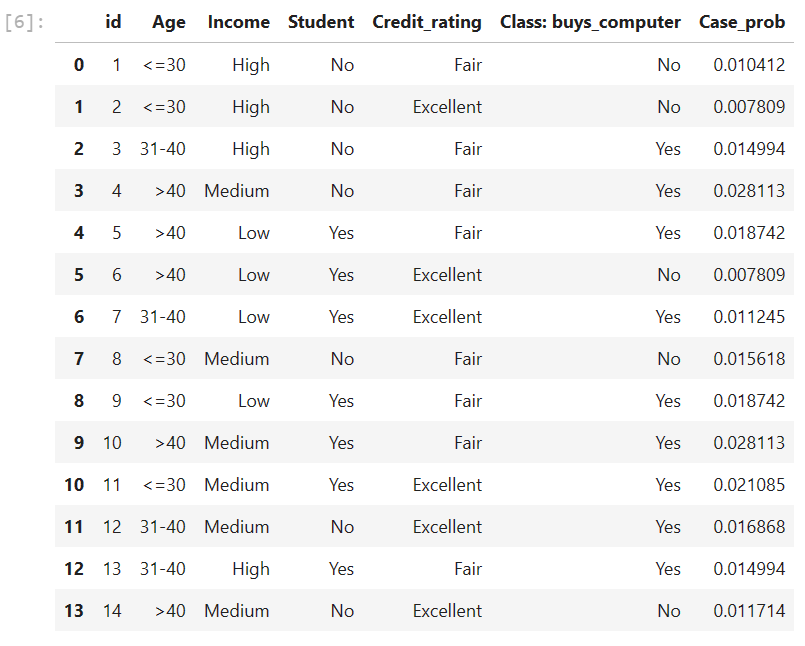 [6]: id Age Income Student Credit_rating Class: buys_computer Case_prob
0 1 <=30 High No Fair No 0.010412
1 2 <=30 High No Excellent No 0.007809
2 3 31-40 High No Fair Yes 0.014994
3 4 >40 Medium No Fair Yes 0.028113
4 5 >40 Low Yes Fair Yes 0.018742
5 6 >40 Low Yes Excellent No 0.007809
6 7 31-40 Low Yes Excellent Yes 0.011245
7 8 <=30 Medium No Fair No 0.015618
8 9 <=30 Low Yes Fair Yes 0.018742
9 10 >40 Medium Yes Fair Yes 0.028113
10 11 <=30 Medium Yes Excellent Yes 0.021085
11 12 31-40 Medium No Excellent Yes 0.016868
12 13 31-40 High Yes Fair Yes 0.014994
13 14 >40 Medium No Excellent No 0.011714